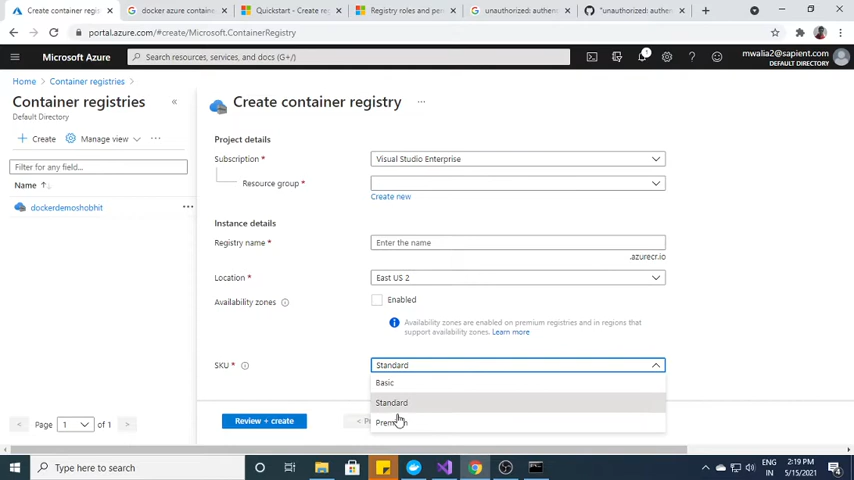 Create container regist
docker azure containe
Quickstart - Create re
Registry roles and per
unauthorized: authen
"unauthorized: authe
portal.azure.com/#create/Microsoft.ContainerRegistry
Microsoft Azure
Search resources, services, and docs (G+/)
1
mwalia2@sapient.com
DEFAULT DIRECTORY
Home > Container registries >
Container registries
Default Directory
Create
Manage view
Filter for any field...
Name
dockerdemoshobhit
Page 1 of 1
Create container registry
Project details
Subscription *
Visual Studio Enterprise
Resource group *
Create new
Instance details
Registry name *
Enter the name
.azurecr.io
Location *
East US 2
Availability zones
Enabled
Availability zones are enabled on premium registries and in regions that
support availability zones. Learn more
SKU *
Standard
Basic
Standard
Premium
Review + create
< P
Type here to search
ENG
IN
2:19 PM
5/15/2021
4